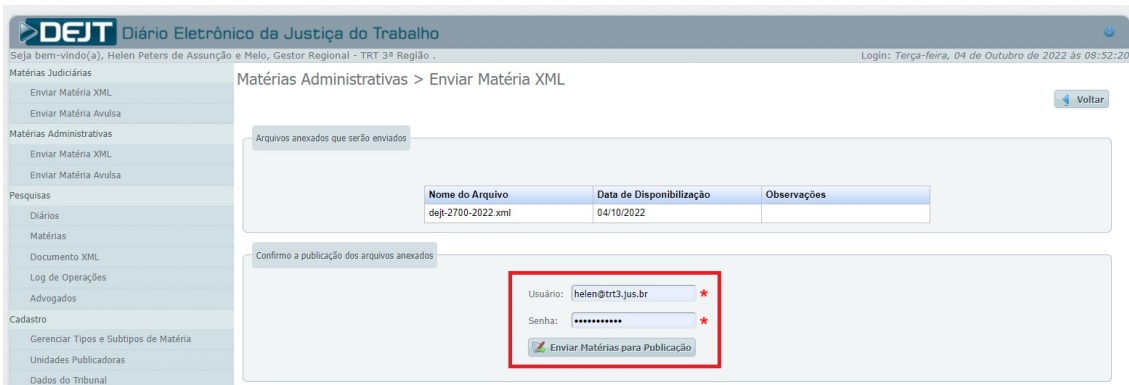 DEJT Diário Eletrônico da Justiça do Trabalho
Seja bem-vindo(a), Helen Peters de Assunção e Melo, Gestor Regional - TRT 3ª Região .
Login: Terça-feira, 04 de Outubro de 2022 às 08:52:20
Matérias Judiciárias
Enviar Matéria XML
Enviar Matéria Avulsa
Matérias Administrativas
Enviar Matéria XML
Enviar Matéria Avulsa
Pesquisas
Diários
Matérias
Documento XML
Log de Operações
Advogados
Cadastro
Gerenciar Tipos e Subtipos de Matéria
Unidades Publicadoras
Dados do Tribunal
Matérias Administrativas > Enviar Matéria XML
Voltar
Arquivos anexados que serão enviados
Nome do Arquivo Data de Disponibilização Observações
dejt-2700-2022.xml 04/10/2022
Confirmo a publicação dos arquivos anexados
Usuário: helen@trt3.jus.br *
Senha: ••••••••••• *
Enviar Matérias para Publicação